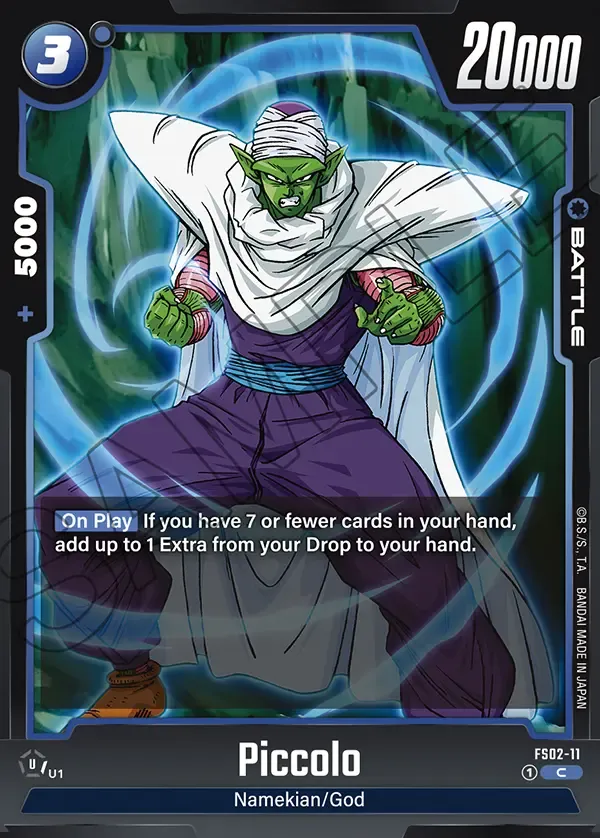 3
20000
+ 5000
BATTLE
SAMPLE
On Play If you have 7 or fewer cards in your hand,
add up to 1 Extra from your Drop to your hand.
©B.S./S., T.A. BANDAI MADE IN JAPAN
Piccolo
FS02-11
U/U1
1 C
Namekian/God